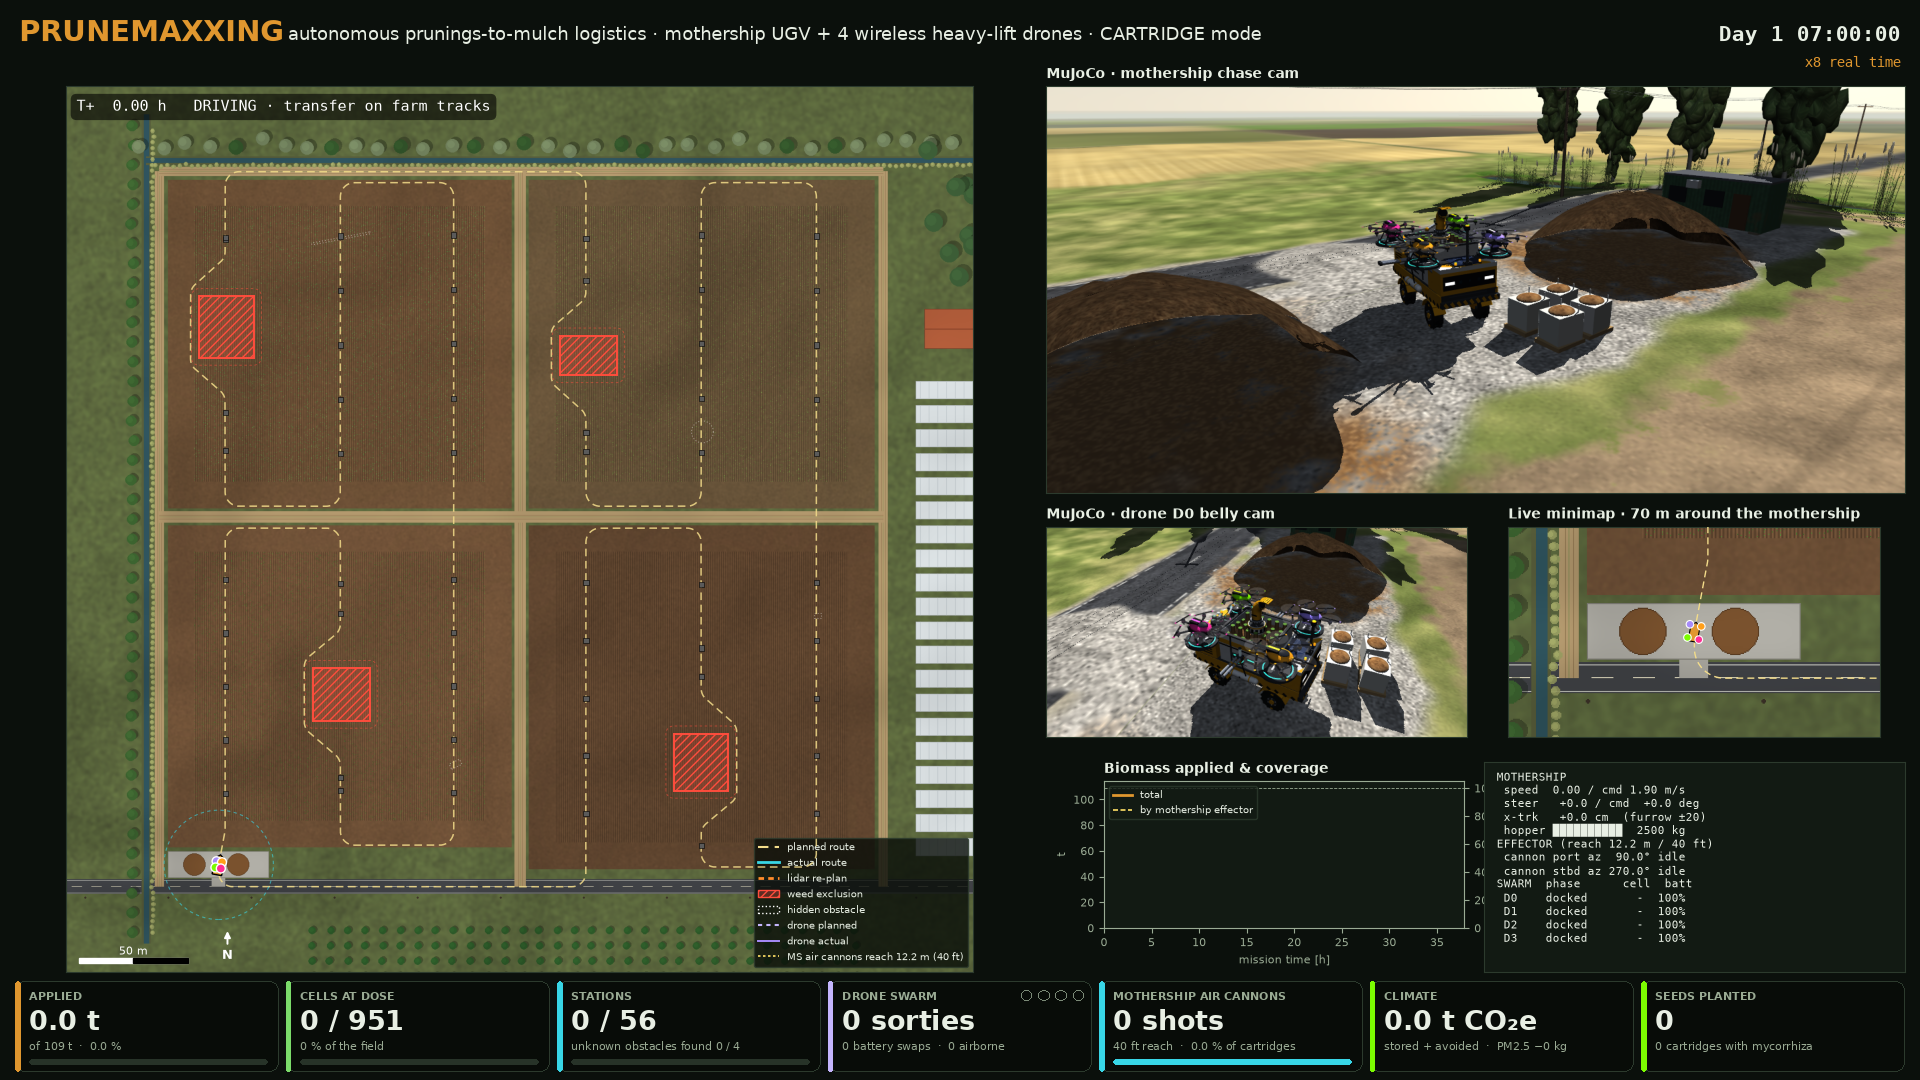 PRUNEMAXXING autonomous prunings-to-mulch logistics · mothership UGV + 4 wireless heavy-lift drones · CARTRIDGE mode
Day 1 07:00:00
x8 real time
T+ 0.00 h DRIVING · transfer on farm tracks
50 m
N
planned route
actual route
lidar re-plan
weed exclusion
hidden obstacle
drone planned
drone actual
MS air cannons reach 12.2 m (40 ft)
MuJoCo · mothership chase cam
MuJoCo · drone D0 belly cam
Live minimap · 70 m around the mothership
Biomass applied & coverage
total
by mothership effector
100
80
60
40
20
0
t
0 5 10 15 20 25 30 35
mission time [h]
MOTHERSHIP
speed 0.00 / cmd 1.90 m/s
steer +0.0 / cmd +0.0 deg
x-trk +0.0 cm (furrow ±20)
hopper ██████████ 2500 kg
EFFECTOR (reach 12.2 m / 40 ft)
cannon port az 90.0° idle
cannon stbd az 270.0° idle
SWARM phase cell batt
D0 docked - 100%
D1 docked - 100%
D2 docked - 100%
D3 docked - 100%
APPLIED
0.0 t
of 109 t · 0.0 %
CELLS AT DOSE
0 / 951
0 % of the field
STATIONS
0 / 56
unknown obstacles found 0 / 4
DRONE SWARM
0 sorties
0 battery swaps · 0 airborne
MOTHERSHIP AIR CANNONS
0 shots
40 ft reach · 0.0 % of cartridges
CLIMATE
0.0 t CO₂e
stored + avoided · PM2.5 −0 kg
SEEDS PLANTED
0
0 cartridges with mycorrhiza